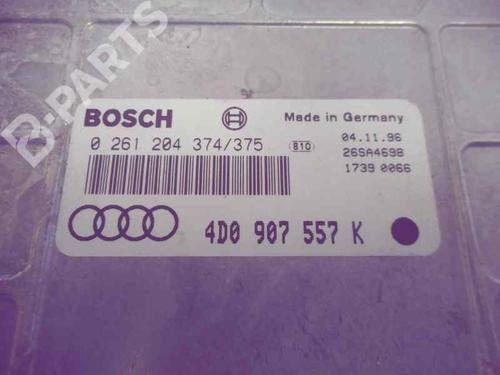 B-PARTS
BOSCH
Made in Germany
0 261 204 374/375
810
04.11.96
26SA4698
1739 0066
4D0 907 557 K